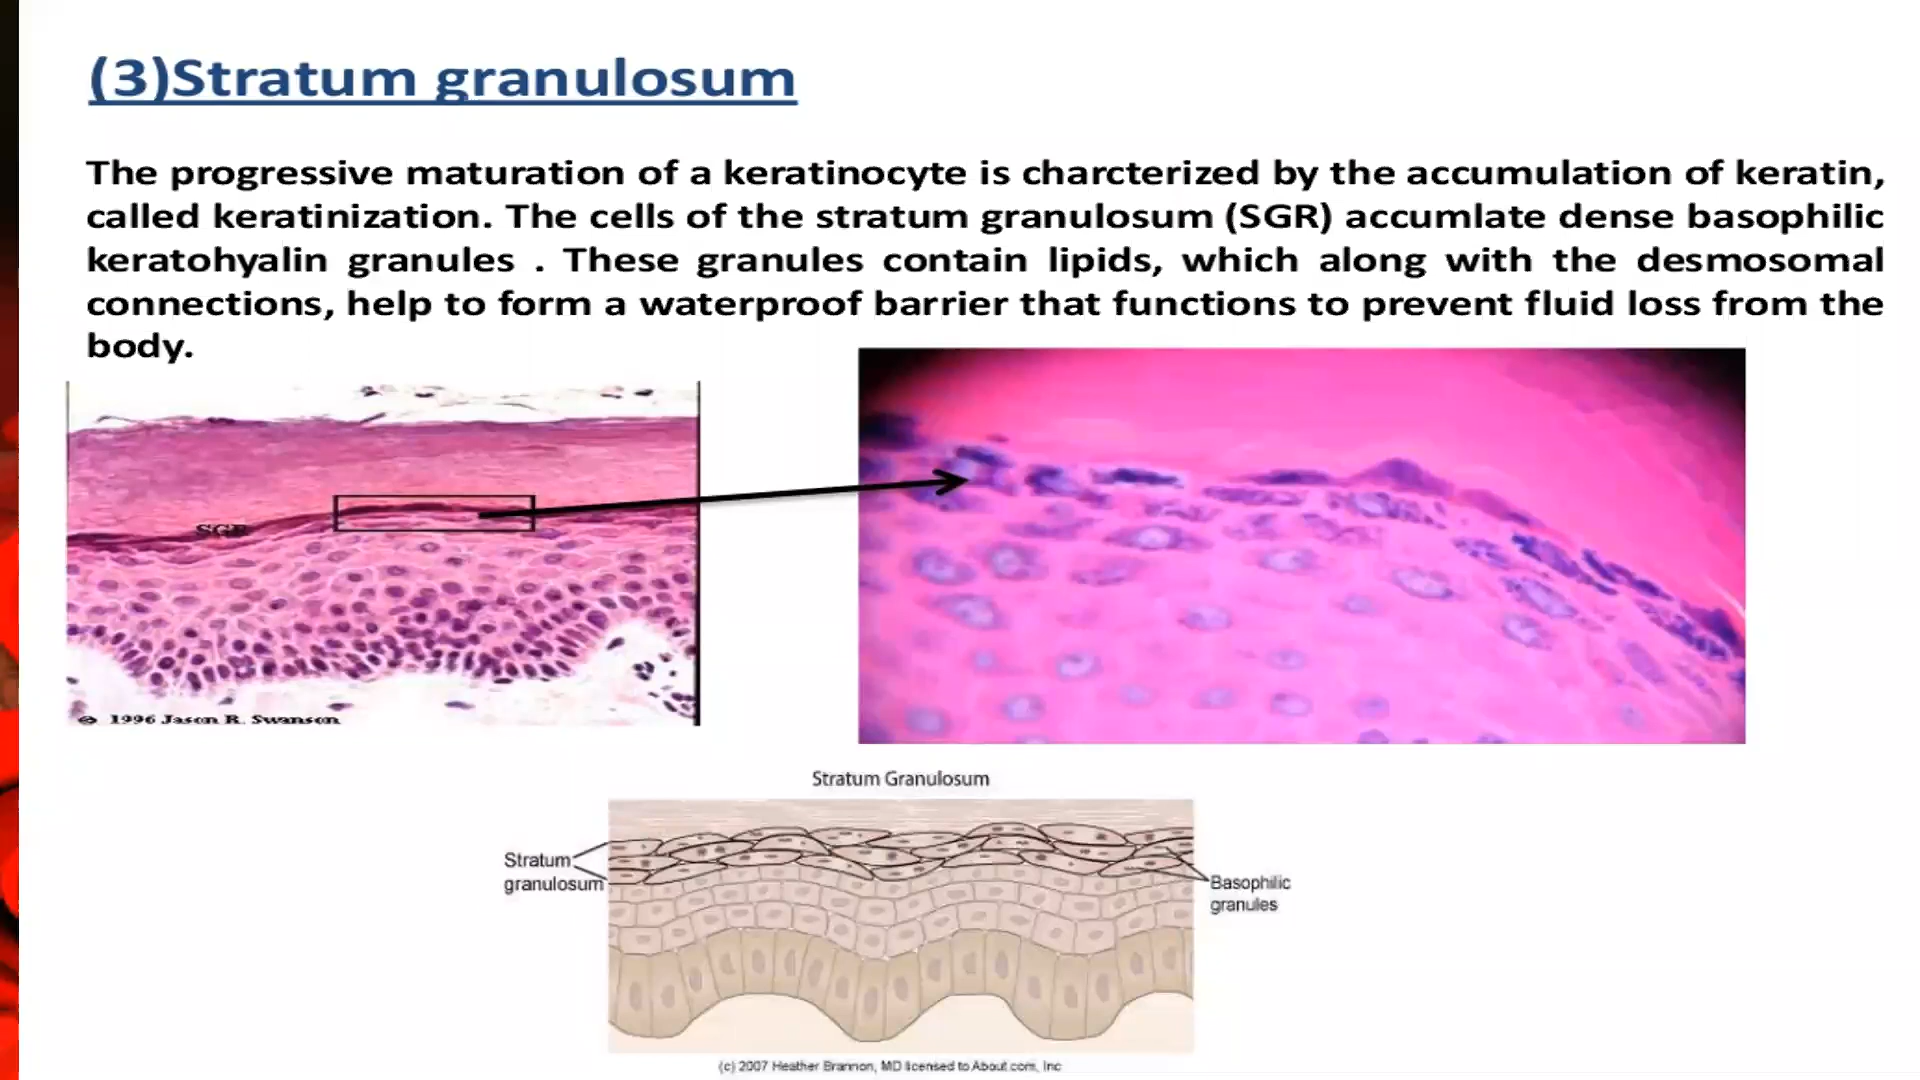 (3)Stratum granulosum
The progressive maturation of a keratinocyte is charcterized by the accumulation of keratin,
called keratinization. The cells of the stratum granulosum (SGR) accumlate dense basophilic
keratohyalin granules . These granules contain lipids, which along with the desmosomal
connections, help to form a waterproof barrier that functions to prevent fluid loss from the
body.
SGR
© 1996 Jason R. Swanson
Stratum Granulosum
Stratum
granulosum
Basophilic
granules
(c) 2007 Heather Brannon, MD licensed to About.com, Inc